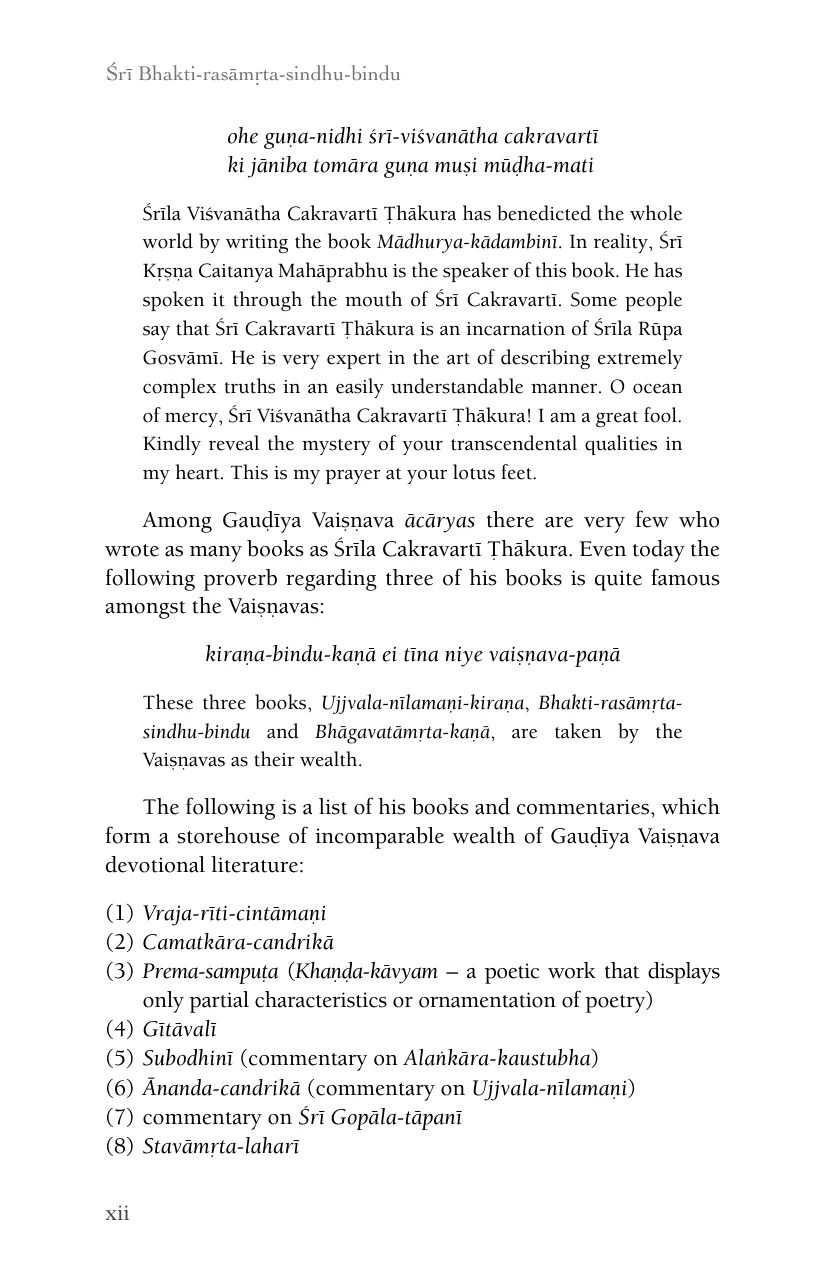 Śrī Bhakti-rasāmṛta-sindhu-bindu
ohe guṇa-nidhi śrī-viśvanātha cakravartī
ki jāniba tomāra guṇa muṣi mūḍha-mati
Śrīla Viśvanātha Cakravartī Ṭhākura has benedicted the whole
world by writing the book Mādhurya-kādambinī. In reality, Śrī
Kṛṣṇa Caitanya Mahāprabhu is the speaker of this book. He has
spoken it through the mouth of Śrī Cakravartī. Some people
say that Śrī Cakravartī Ṭhākura is an incarnation of Śrīla Rūpa
Gosvāmī. He is very expert in the art of describing extremely
complex truths in an easily understandable manner. O ocean
of mercy, Śrī Viśvanātha Cakravartī Ṭhākura! I am a great fool.
Kindly reveal the mystery of your transcendental qualities in
my heart. This is my prayer at your lotus feet.
Among Gauḍīya Vaiṣṇava ācāryas there are very few who
wrote as many books as Śrīla Cakravartī Ṭhākura. Even today the
following proverb regarding three of his books is quite famous
amongst the Vaiṣṇavas:
kiraṇa-bindu-kaṇā ei tīna niye vaiṣṇava-paṇā
These three books, Ujjvala-nīlamaṇi-kiraṇa, Bhakti-rasāmṛta-
sindhu-bindu and Bhāgavatāmṛta-kaṇā, are taken by the
Vaiṣṇavas as their wealth.
The following is a list of his books and commentaries, which
form a storehouse of incomparable wealth of Gauḍīya Vaiṣṇava
devotional literature:
(1) Vraja-rīti-cintāmaṇi
(2) Camatkāra-candrikā
(3) Prema-sampuṭa (Khaṇḍa-kāvyam – a poetic work that displays
only partial characteristics or ornamentation of poetry)
(4) Gītāvalī
(5) Subodhinī (commentary on Alaṅkāra-kaustubha)
(6) Ānanda-candrikā (commentary on Ujjvala-nīlamaṇi)
(7) commentary on Śrī Gopāla-tāpanī
(8) Stavāmṛta-laharī
xii